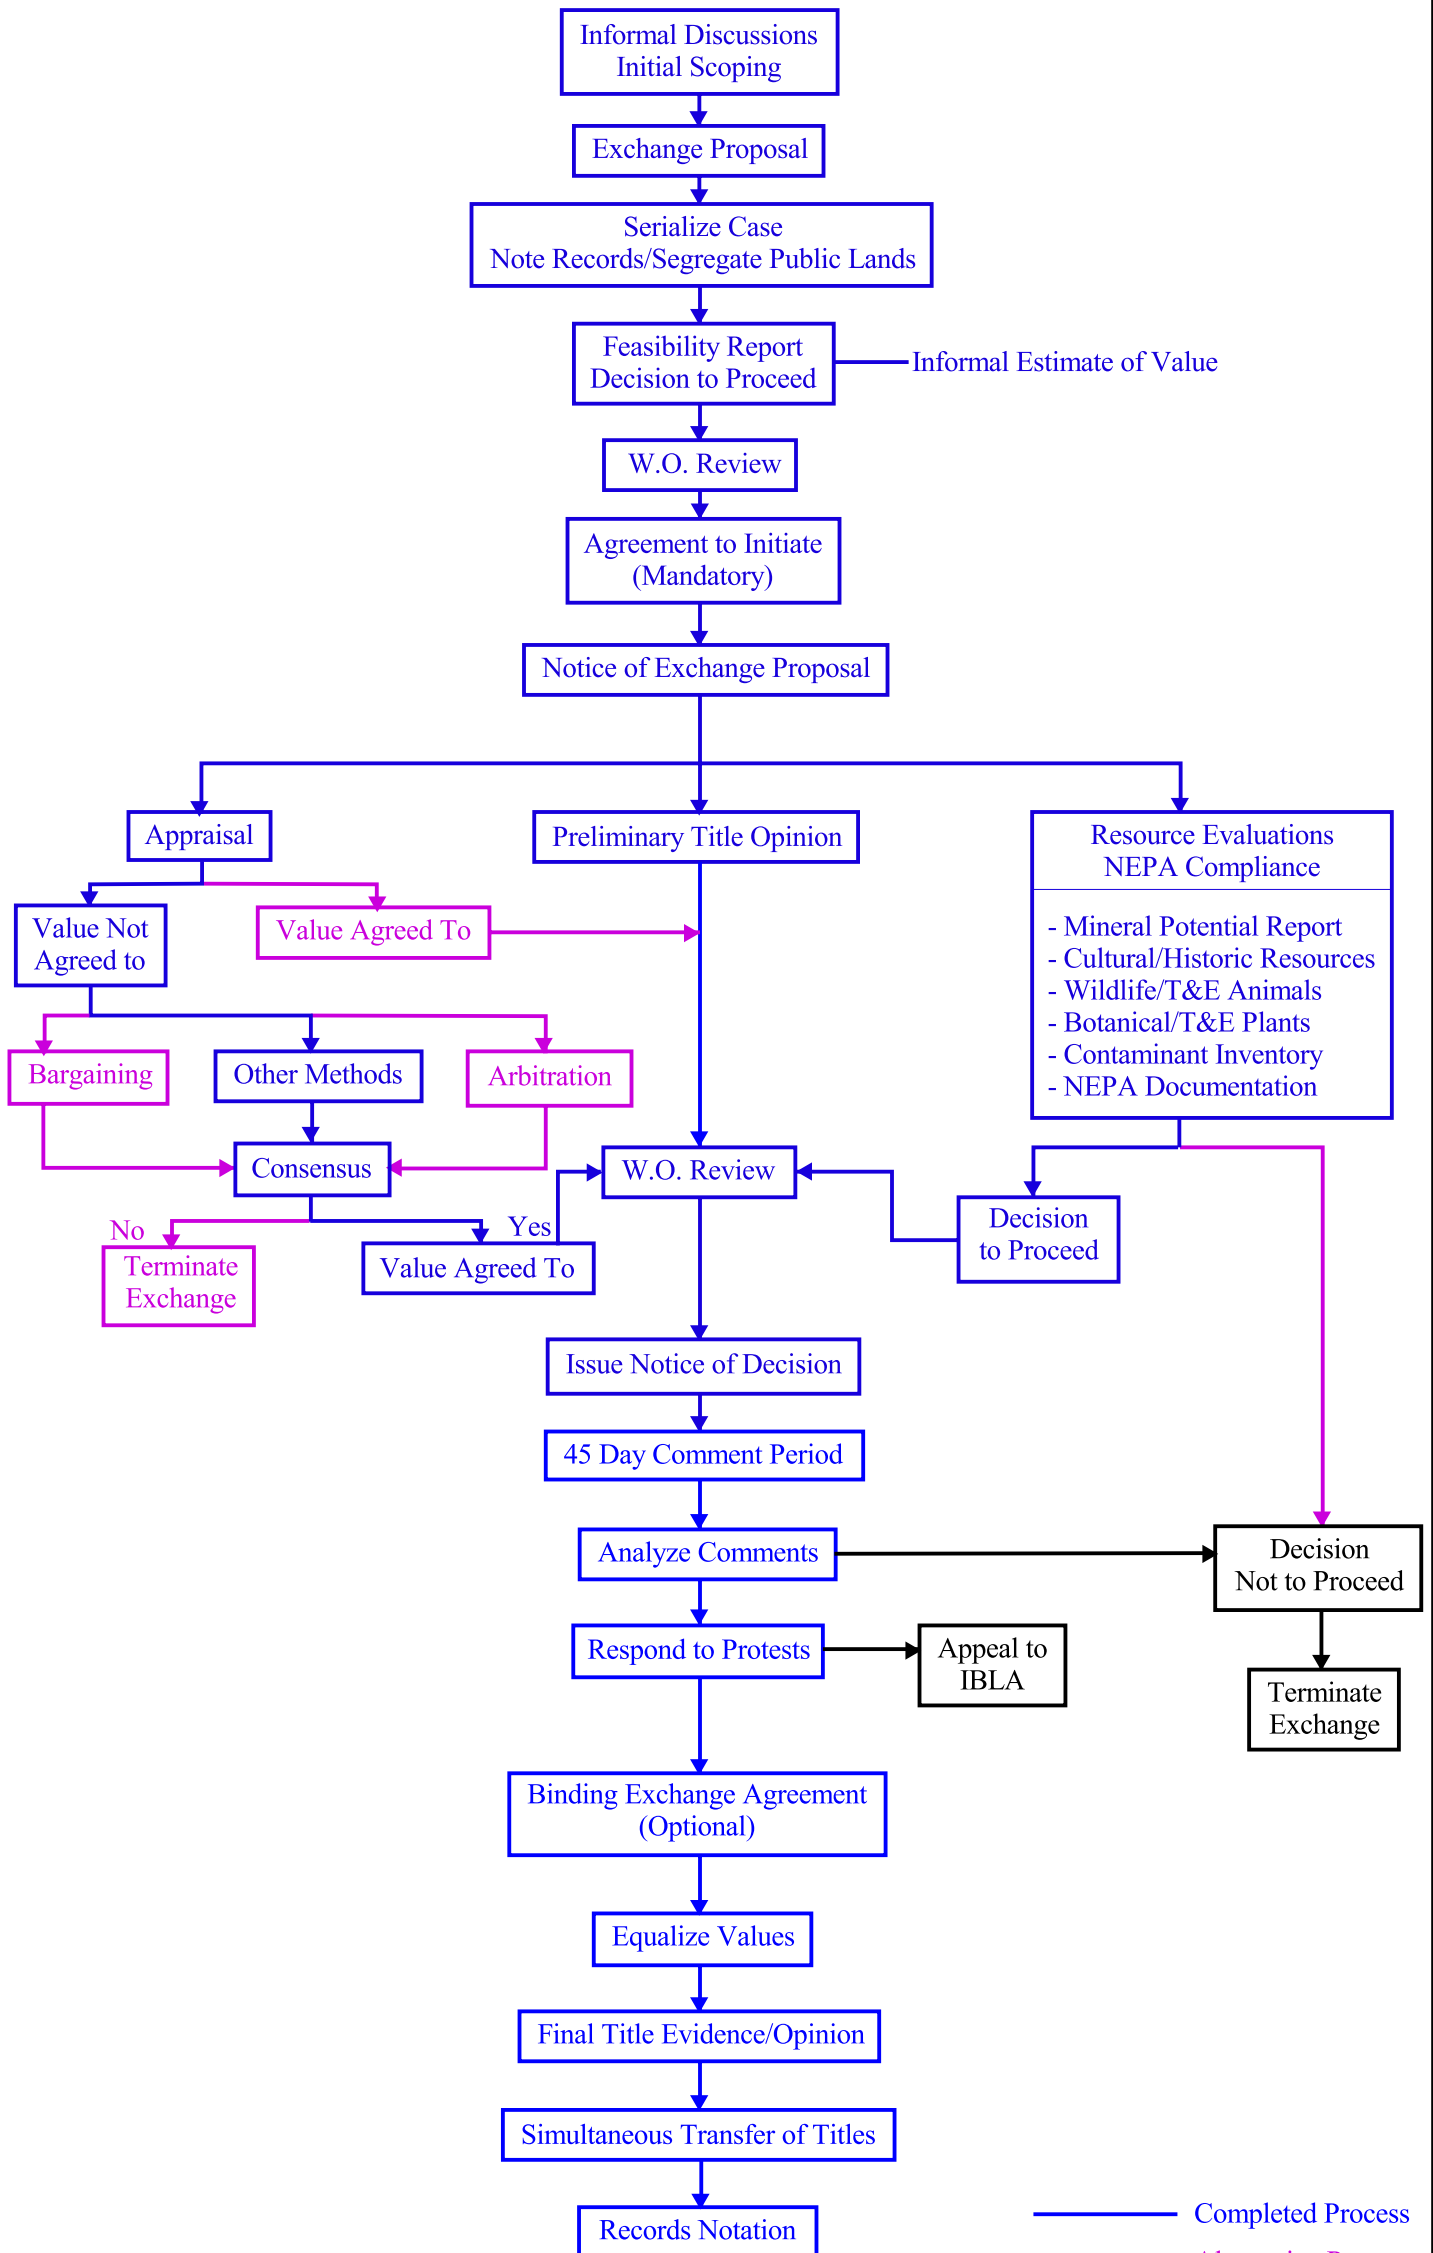 Informal Discussions
Initial Scoping
Exchange Proposal
Serialize Case
Note Records/Segregate Public Lands
Feasibility Report
Decision to Proceed
Informal Estimate of Value
W.O. Review
Agreement to Initiate
(Mandatory)
Notice of Exchange Proposal
Appraisal
Preliminary Title Opinion
Resource Evaluations
NEPA Compliance
Value Not
Agreed to
Value Agreed To
- Mineral Potential Report
- Cultural/Historic Resources
- Wildlife/T&E Animals
- Botanical/T&E Plants
- Contaminant Inventory
- NEPA Documentation
Bargaining
Other Methods
Arbitration
Consensus
W.O. Review
Decision
to Proceed
No
Yes
Terminate
Exchange
Value Agreed To
Issue Notice of Decision
45 Day Comment Period
Analyze Comments
Decision
Not to Proceed
Respond to Protests
Appeal to
IBLA
Terminate
Exchange
Binding Exchange Agreement
(Optional)
Equalize Values
Final Title Evidence/Opinion
Simultaneous Transfer of Titles
Records Notation
Completed Process